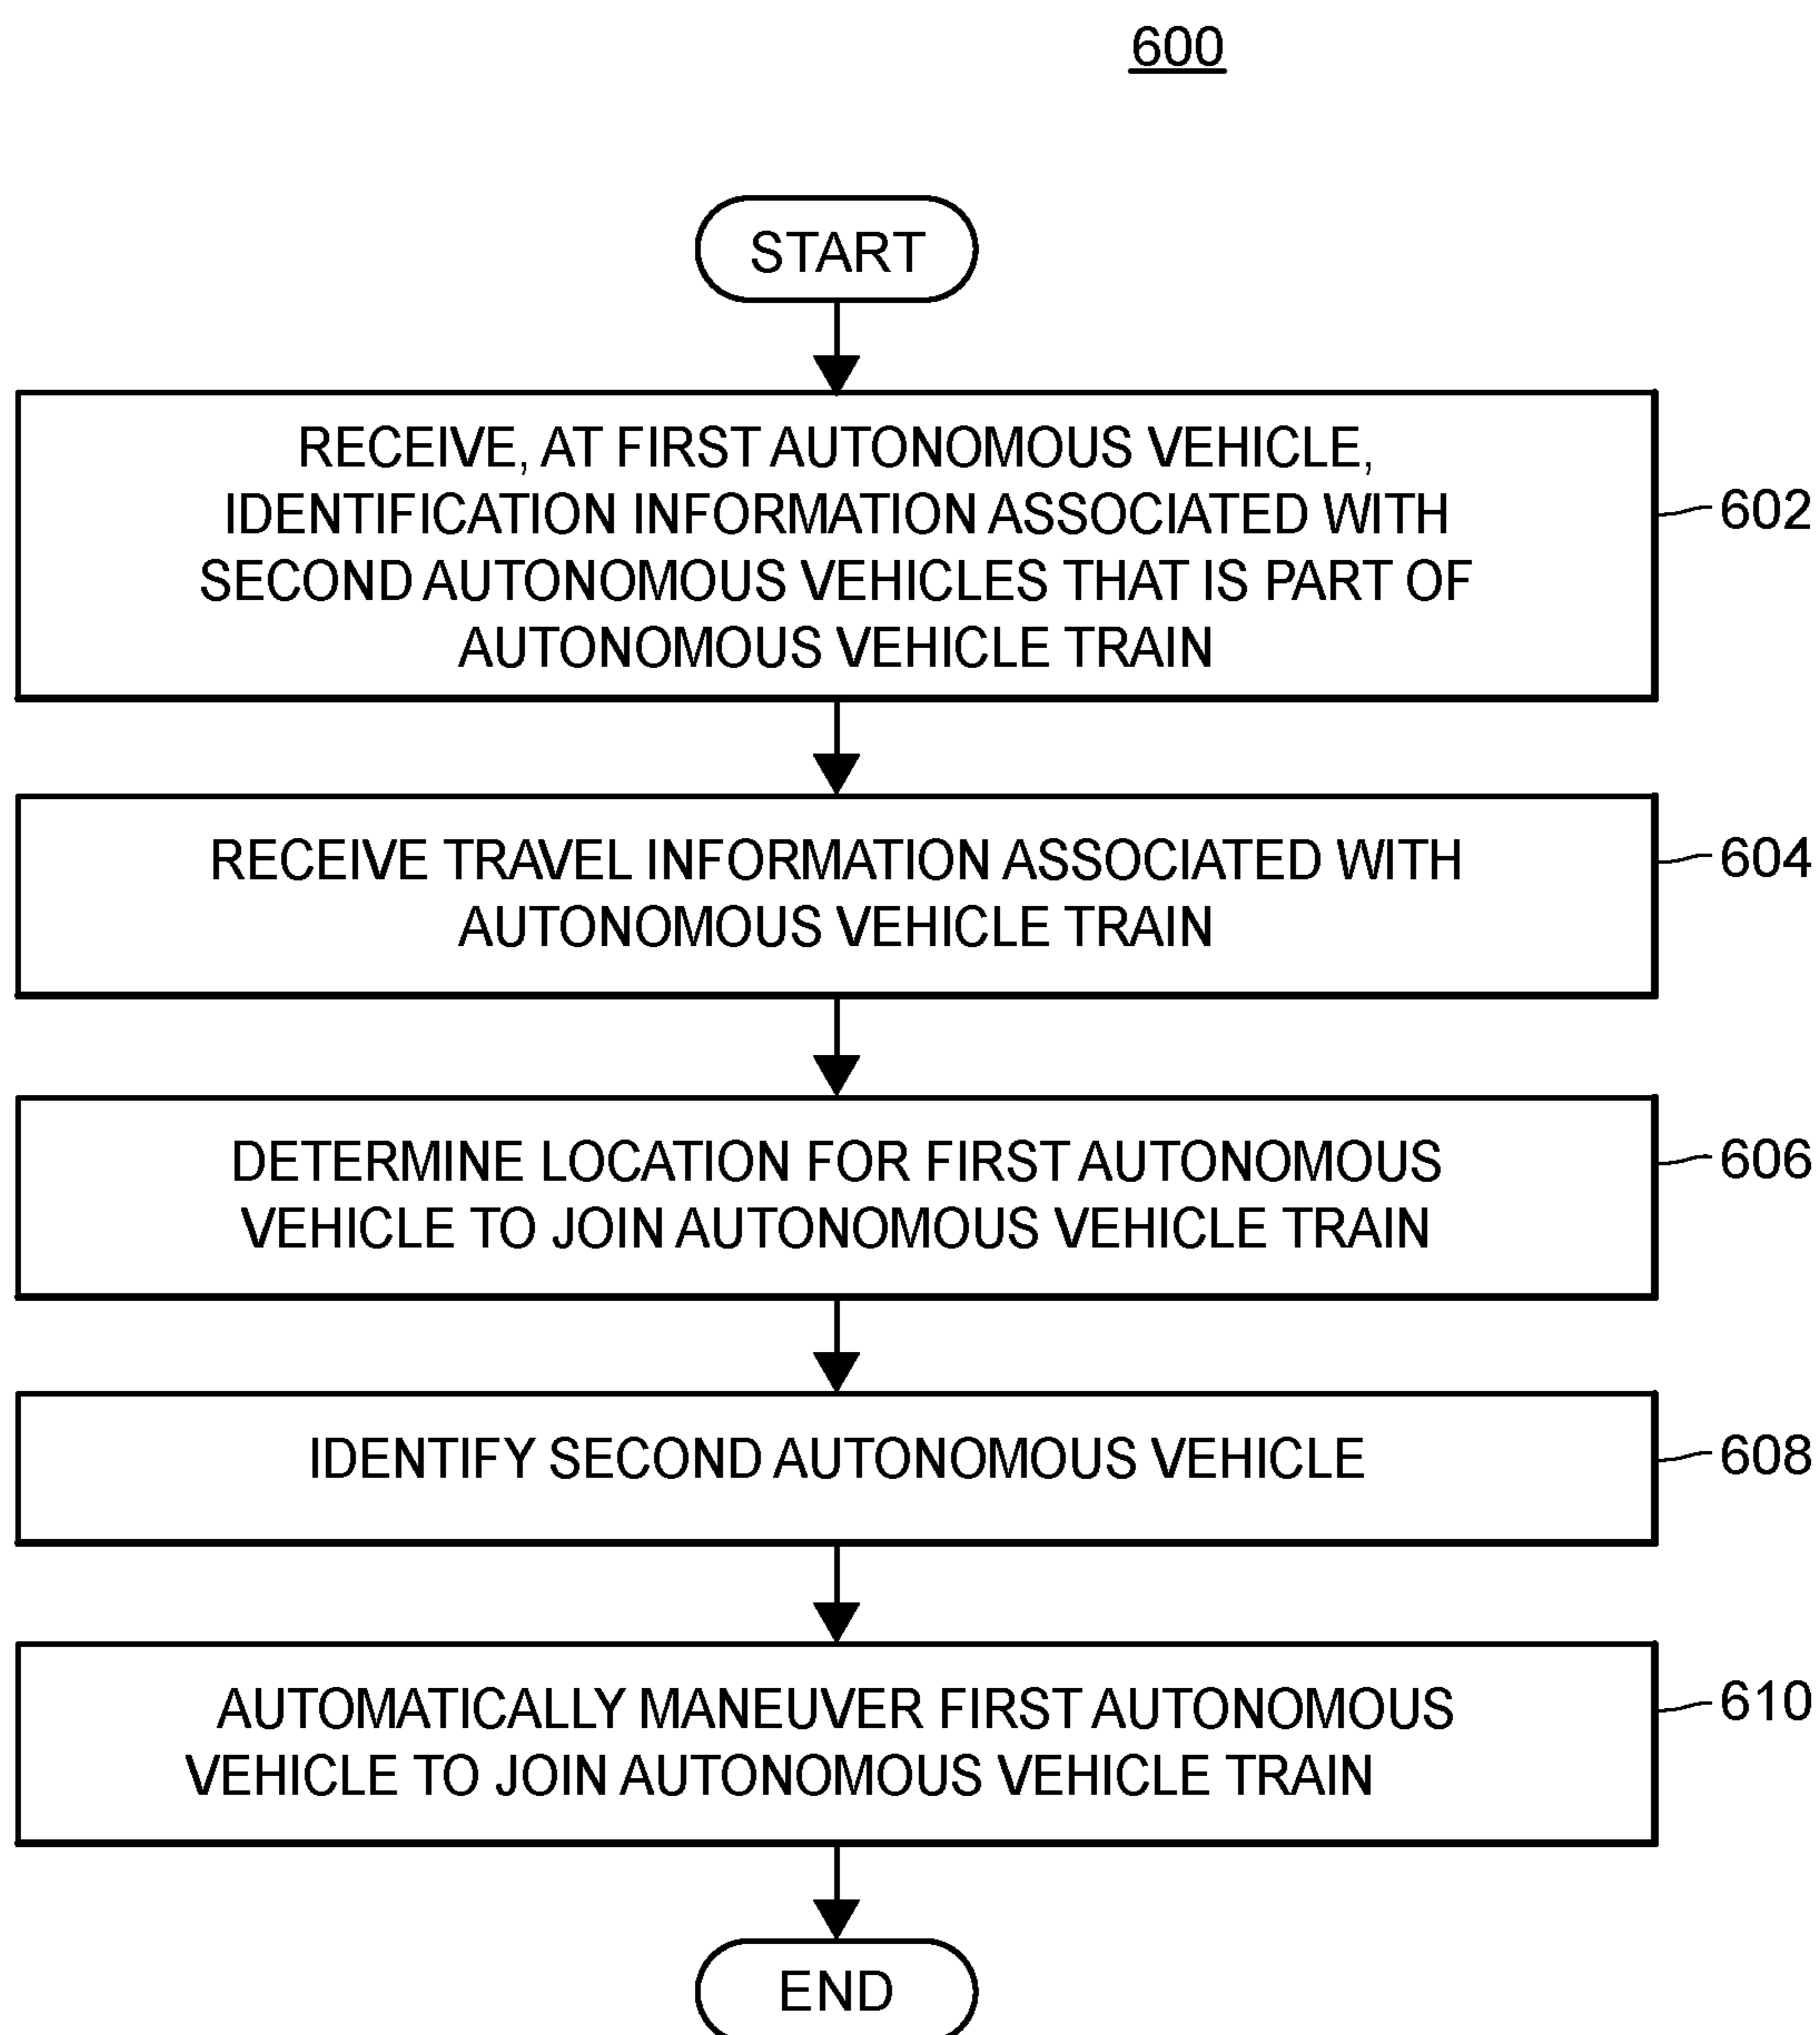 600
START
RECEIVE, AT FIRST AUTONOMOUS VEHICLE,
IDENTIFICATION INFORMATION ASSOCIATED WITH
SECOND AUTONOMOUS VEHICLES THAT IS PART OF
AUTONOMOUS VEHICLE TRAIN
602
RECEIVE TRAVEL INFORMATION ASSOCIATED WITH
AUTONOMOUS VEHICLE TRAIN
604
DETERMINE LOCATION FOR FIRST AUTONOMOUS
VEHICLE TO JOIN AUTONOMOUS VEHICLE TRAIN
606
IDENTIFY SECOND AUTONOMOUS VEHICLE
608
AUTOMATICALLY MANEUVER FIRST AUTONOMOUS
VEHICLE TO JOIN AUTONOMOUS VEHICLE TRAIN
610
END